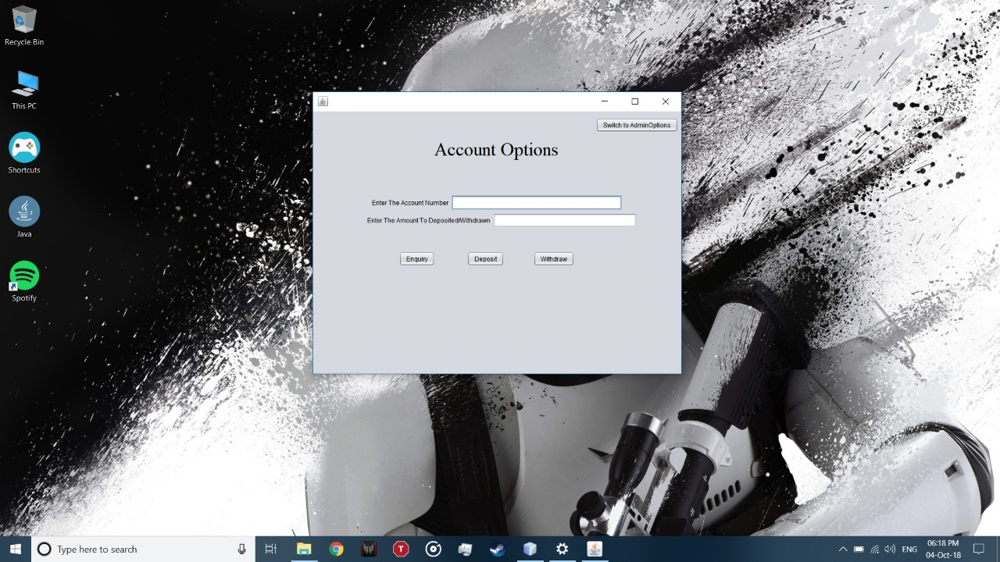 Recycle Bin
This PC
Shortcuts
Java
Spotify
Switch to AdminOptions
Account Options
Enter The Account Number
Enter The Amount To Deposited/Withdrawn
Enquiry Deposit Withdraw
Type here to search
T
ENG
06:18 PM
04-Oct-18